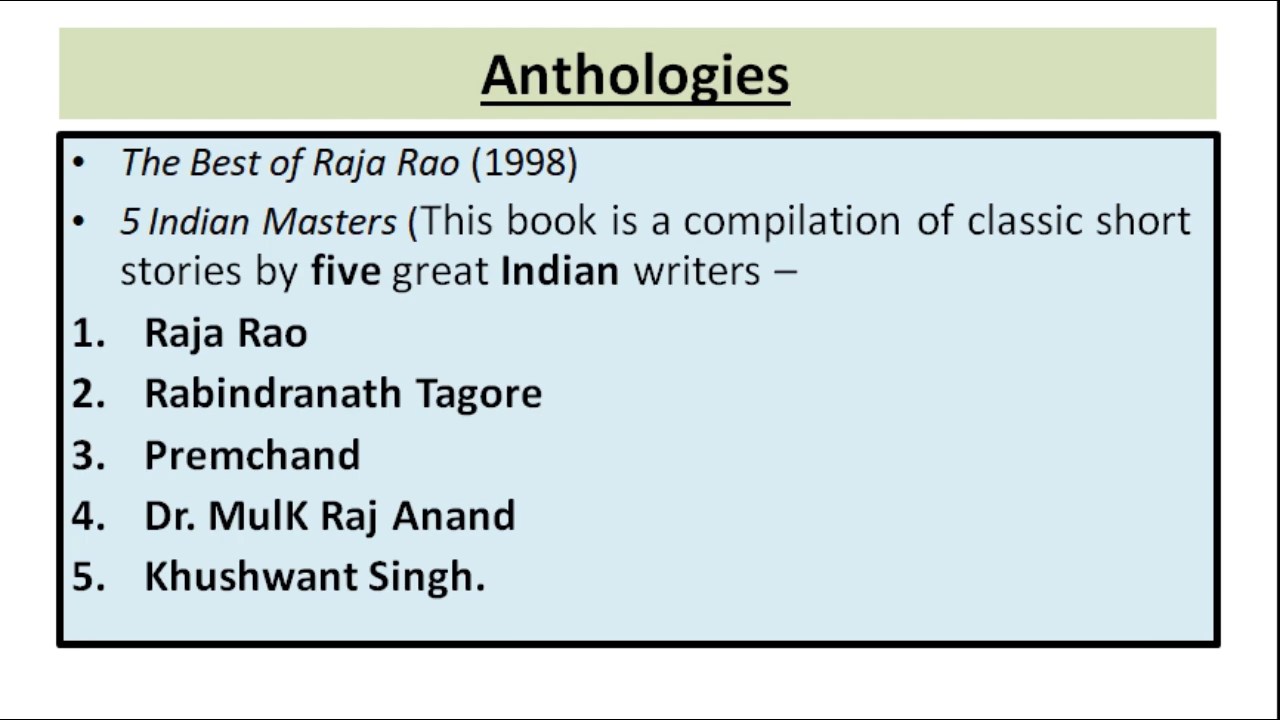 Anthologies
• The Best of Raja Rao (1998)
• 5 Indian Masters (This book is a compilation of classic short
stories by five great Indian writers –
1. Raja Rao
2. Rabindranath Tagore
3. Premchand
4. Dr. MulK Raj Anand
5. Khushwant Singh.